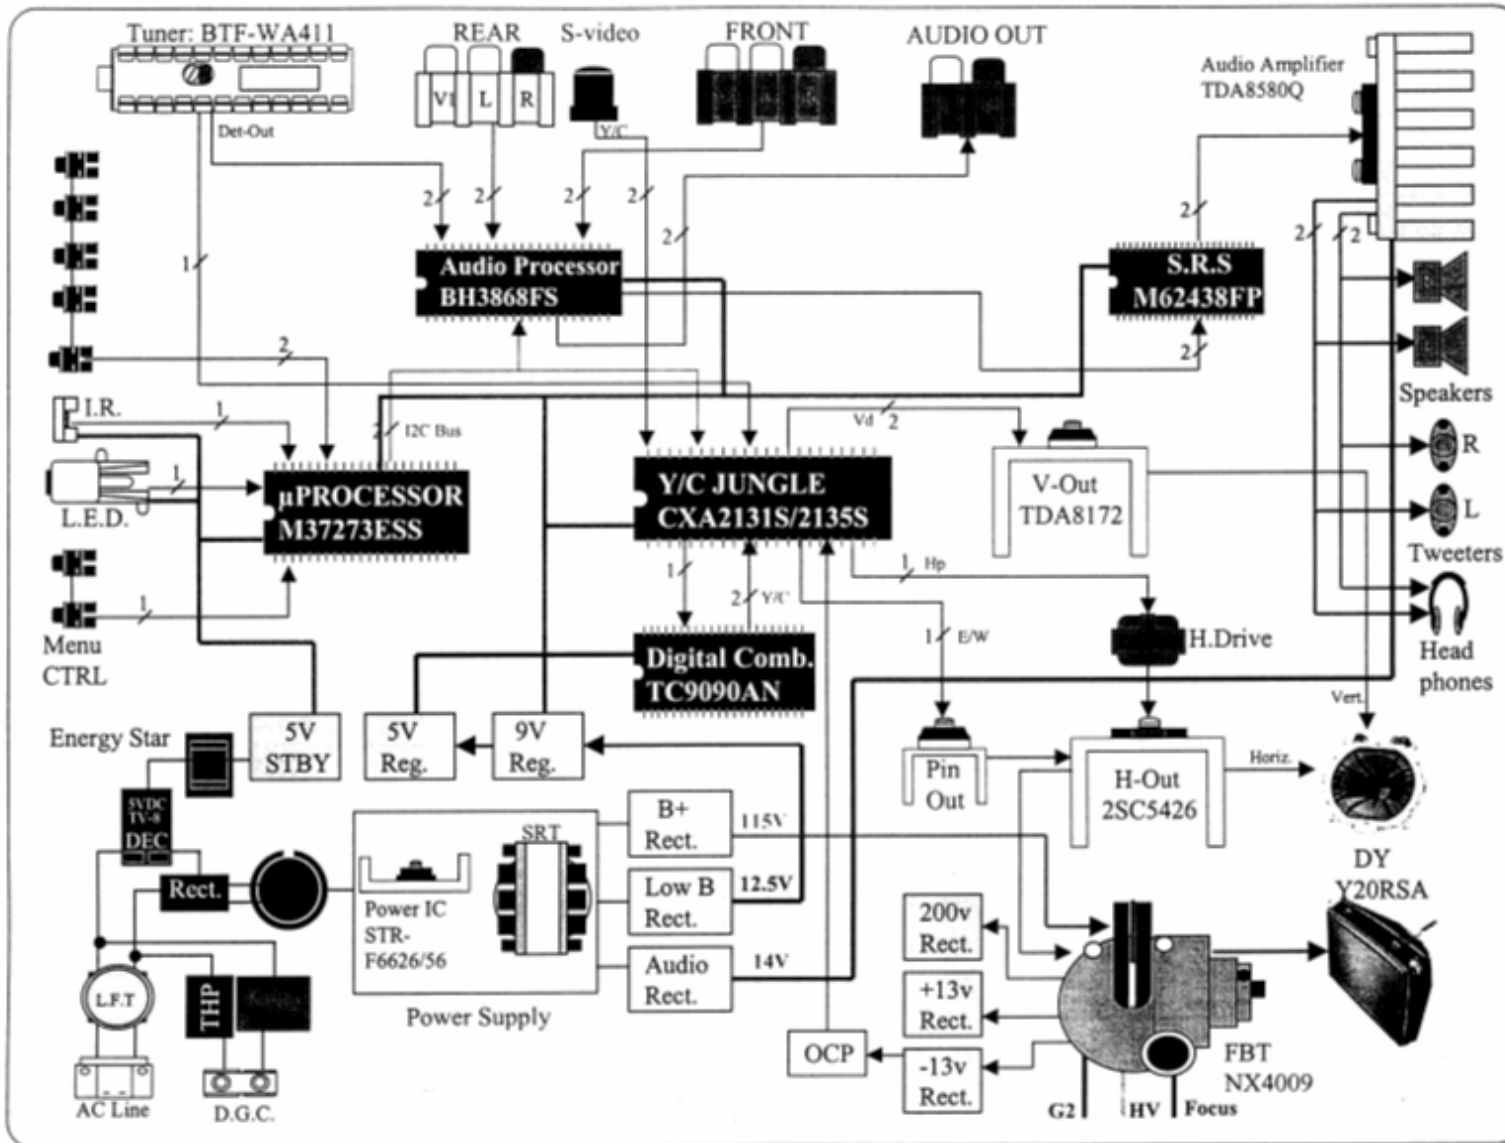 Tuner: BTF-WA411
REAR
S-video
FRONT
AUDIO OUT
Audio Amplifier
TDA8580Q
V1
L
R
Y/C
Det-Out
2
2
2
2
2
2
2
2
1
Audio Processor
BH3868FS
S.R.S
M62438FP
2
2
Speakers
I.R.
1
2
I2C Bus
Vd
2
L.E.D.
1
µPROCESSOR
M37273ESS
Y/C JUNGLE
CXA2131S/2135S
V-Out
TDA8172
R
L
Tweeters
1
1
Hp
2
Y/C
1
Menu
CTRL
Digital Comb.
TC9090AN
1
E/W
H.Drive
Head
phones
Vert.
Energy Star
5V
STBY
5V
Reg.
9V
Reg.
Pin
Out
H-Out
2SC5426
Horiz.
5VDC
TV-8
DEC
Rect.
SRT
Power IC
STR-
F6626/56
B+
Rect.
115V
Low B
Rect.
12.5V
Audio
Rect.
14V
Power Supply
DY
Y20RSA
200v
Rect.
+13v
Rect.
-13v
Rect.
OCP
L.F.T
THP
AC Line
D.G.C.
FBT
NX4009
G2
HV
Focus